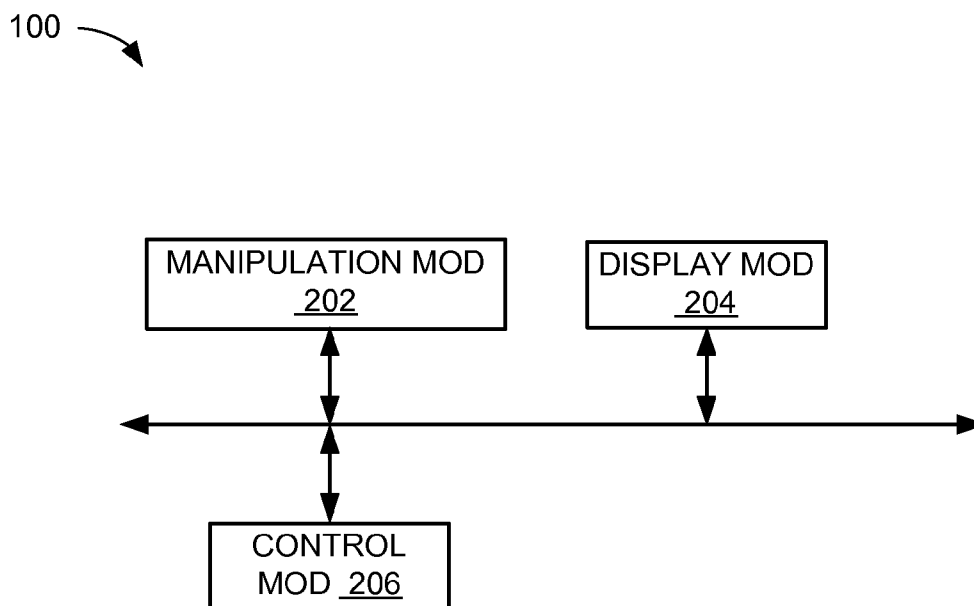 100
MANIPULATION MOD
202
DISPLAY MOD
204
CONTROL
MOD 206